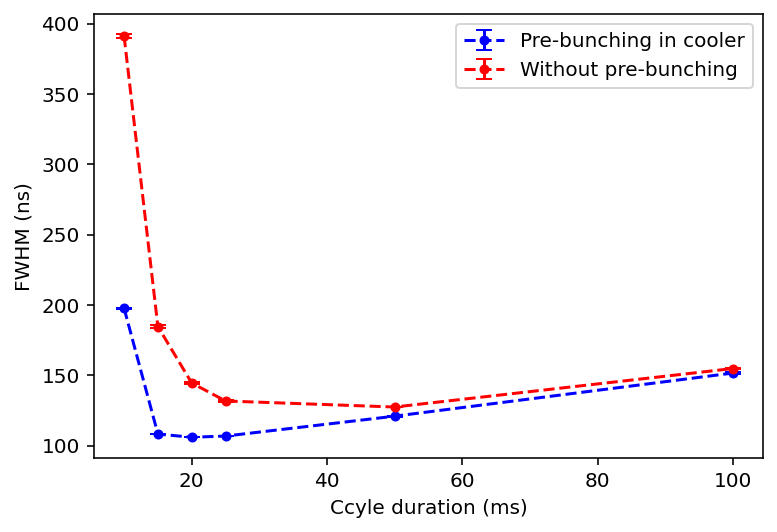 400
350
300
250
200
150
100
FWHM (ns)
Pre-bunching in cooler
Without pre-bunching
20 40 60 80 100
Ccyle duration (ms)